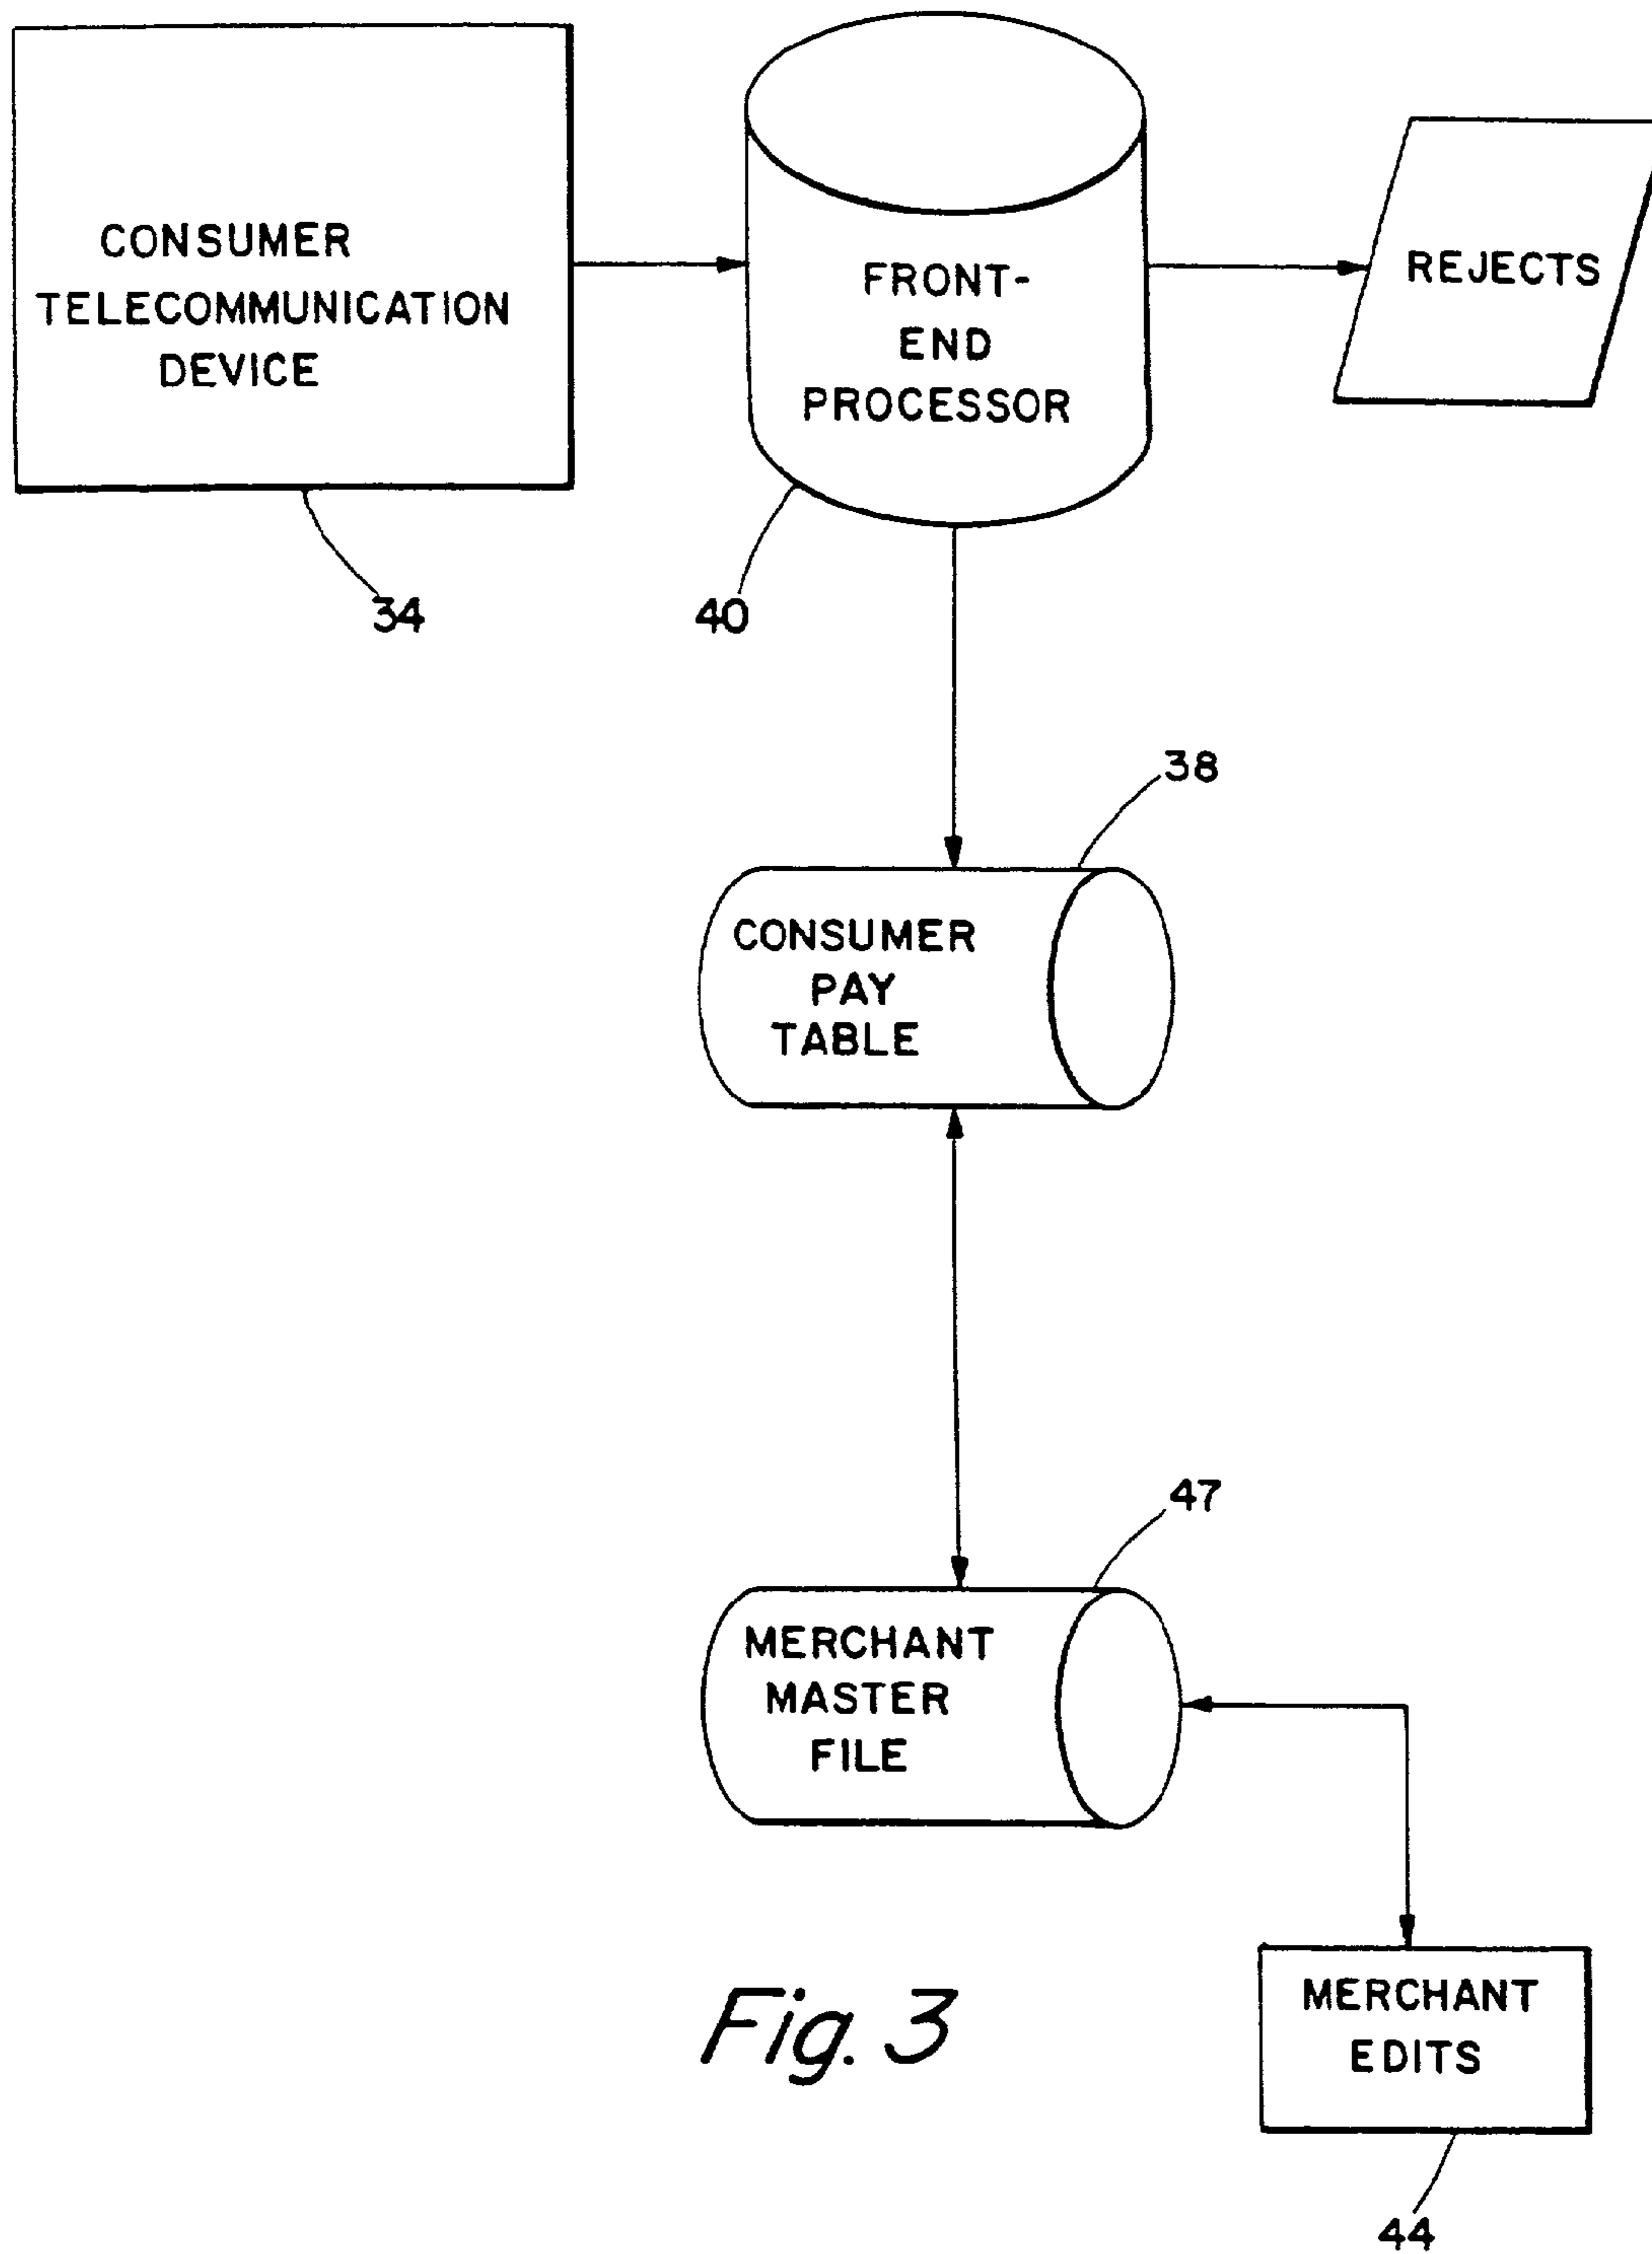 CONSUMER
TELECOMMUNICATION
DEVICE
34
FRONT-
END
PROCESSOR
40
REJECTS
38
CONSUMER
PAY
TABLE
47
MERCHANT
MASTER
FILE
MERCHANT
EDITS
44
Fig. 3